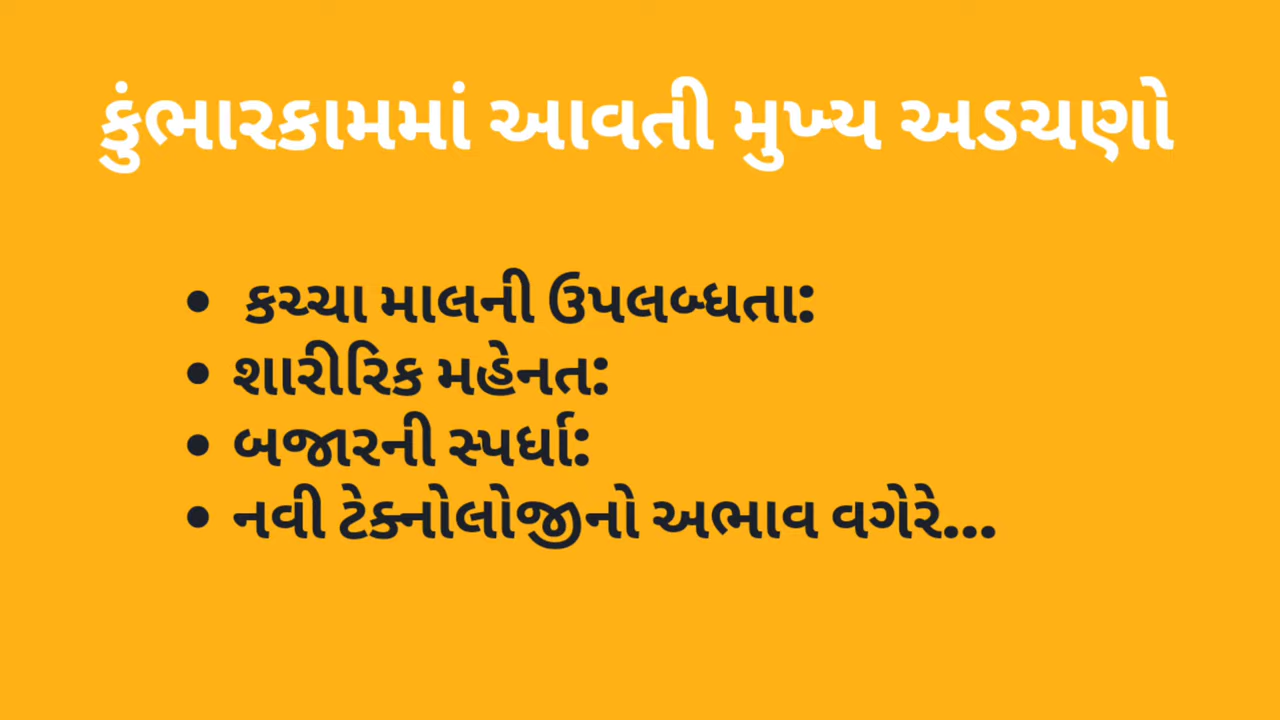 કુંભારકામમાં આવતી મુખ્ય અડચણો
• કચ્ચા માલની ઉપલબ્ધતા:
• શારીરિક મહેનત:
• બજારની સ્પર્ધા:
• નવી ટેક્નોલોજીનો અભાવ વગેરે...